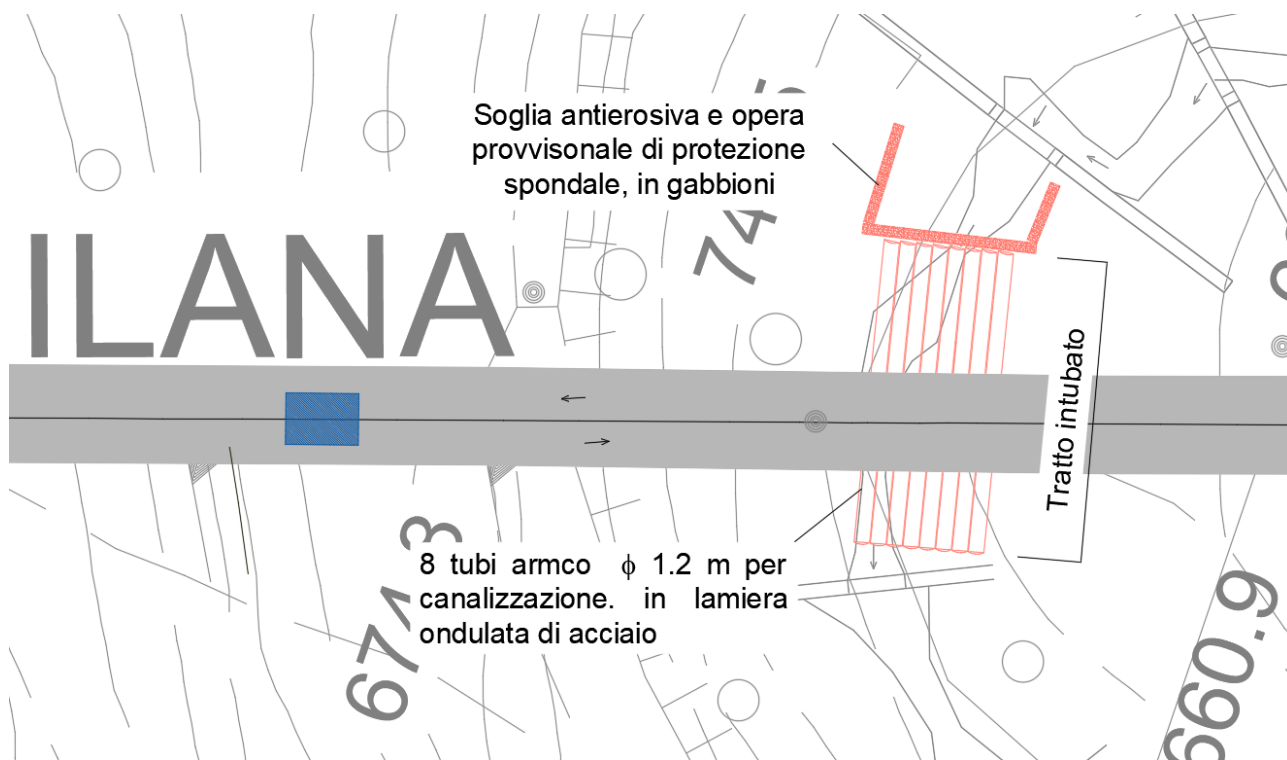 Soglia antierosiva e opera
provvisonale di protezione
spondale, in gabbioni
ILANA
Tratto intubato
8 tubi armco ϕ 1.2 m per
canalizzazione. in lamiera
ondulata di acciaio
660.9